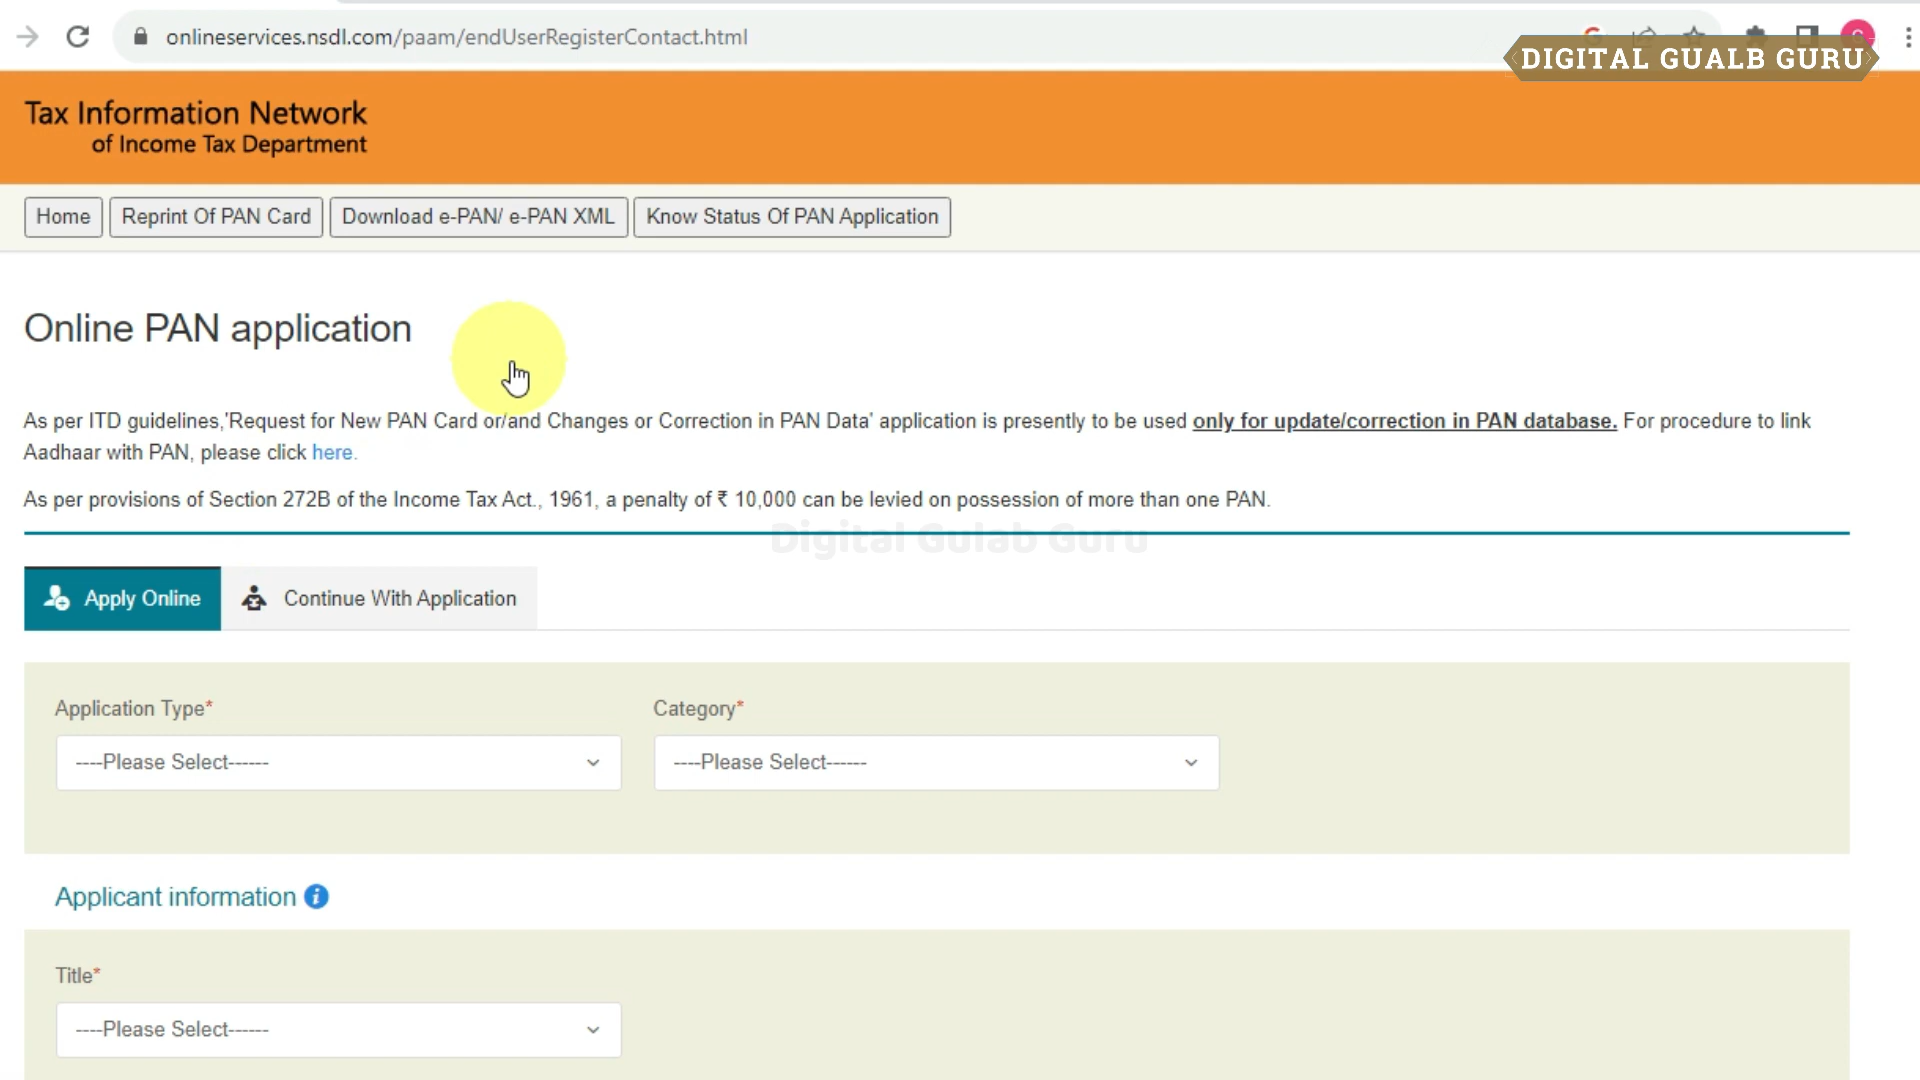 onlineservices.nsdl.com/paam/endUserRegisterContact.html
DIGITAL GUALB GURU
Tax Information Network
of Income Tax Department
Home Reprint Of PAN Card Download e-PAN/ e-PAN XML Know Status Of PAN Application
Online PAN application
As per ITD guidelines,'Request for New PAN Card or/and Changes or Correction in PAN Data' application is presently to be used only for update/correction in PAN database. For procedure to link
Aadhaar with PAN, please click here.
As per provisions of Section 272B of the Income Tax Act., 1961, a penalty of ₹ 10,000 can be levied on possession of more than one PAN.
Digital Gulab Guru
Apply Online Continue With Application
Application Type* Category*
----Please Select------ ----Please Select------
Applicant information
Title*
----Please Select------